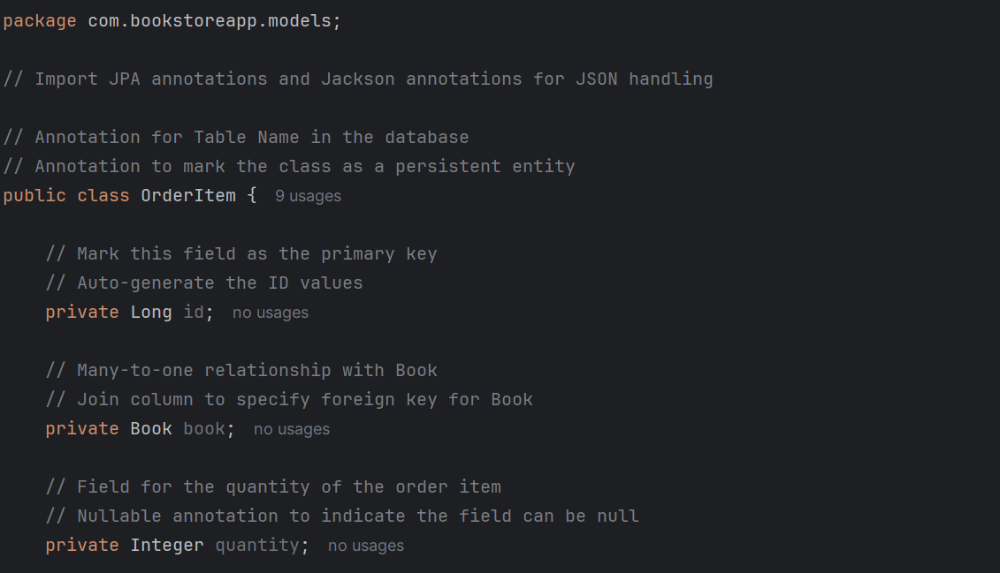 package com.bookstoreapp.models;
// Import JPA annotations and Jackson annotations for JSON handling
// Annotation for Table Name in the database
// Annotation to mark the class as a persistent entity
public class OrderItem { 9 usages
// Mark this field as the primary key
// Auto-generate the ID values
private Long id; no usages
// Many-to-one relationship with Book
// Join column to specify foreign key for Book
private Book book; no usages
// Field for the quantity of the order item
// Nullable annotation to indicate the field can be null
private Integer quantity; no usages